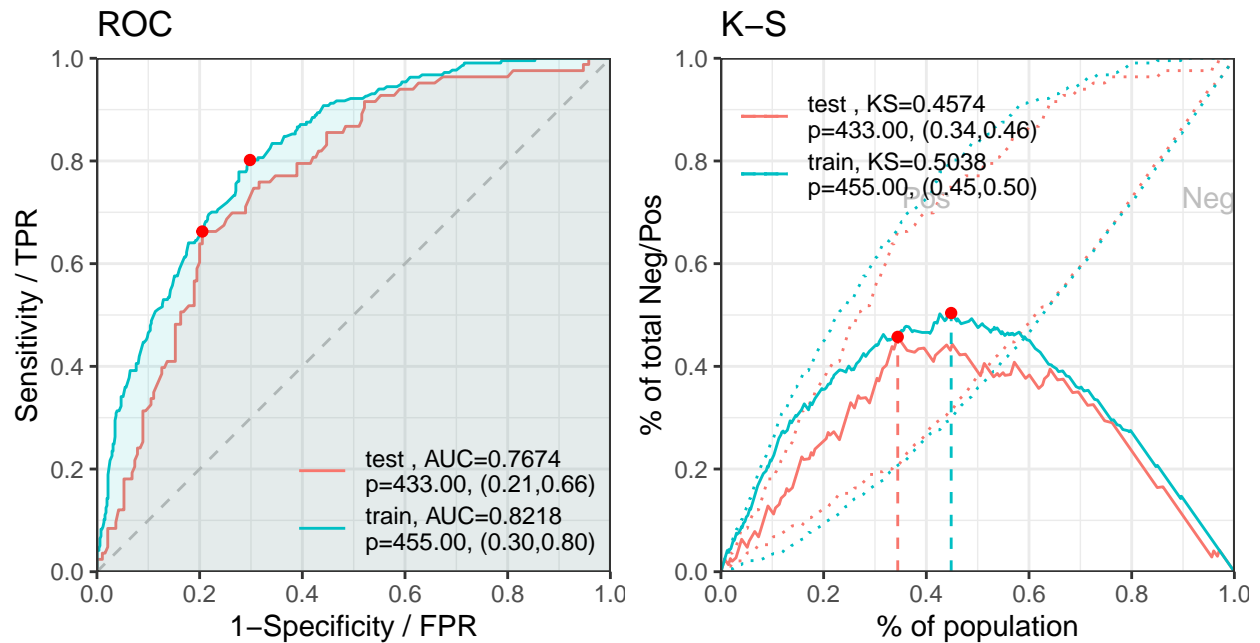 ROC
1.0
0.8
0.6
0.4
0.2
0.0
Sensitivity / TPR
test , AUC=0.7674
p=433.00, (0.21,0.66)
train, AUC=0.8218
p=455.00, (0.30,0.80)
0.0 0.2 0.4 0.6 0.8 1.0
1−Specificity / FPR
K−S
1.0
0.8
0.6
0.4
0.2
0.0
% of total Neg/Pos
test , KS=0.4574
p=433.00, (0.34,0.46)
train, KS=0.5038
p=455.00, (0.45,0.50)
Pos
Neg
0.0 0.2 0.4 0.6 0.8 1.0
% of population